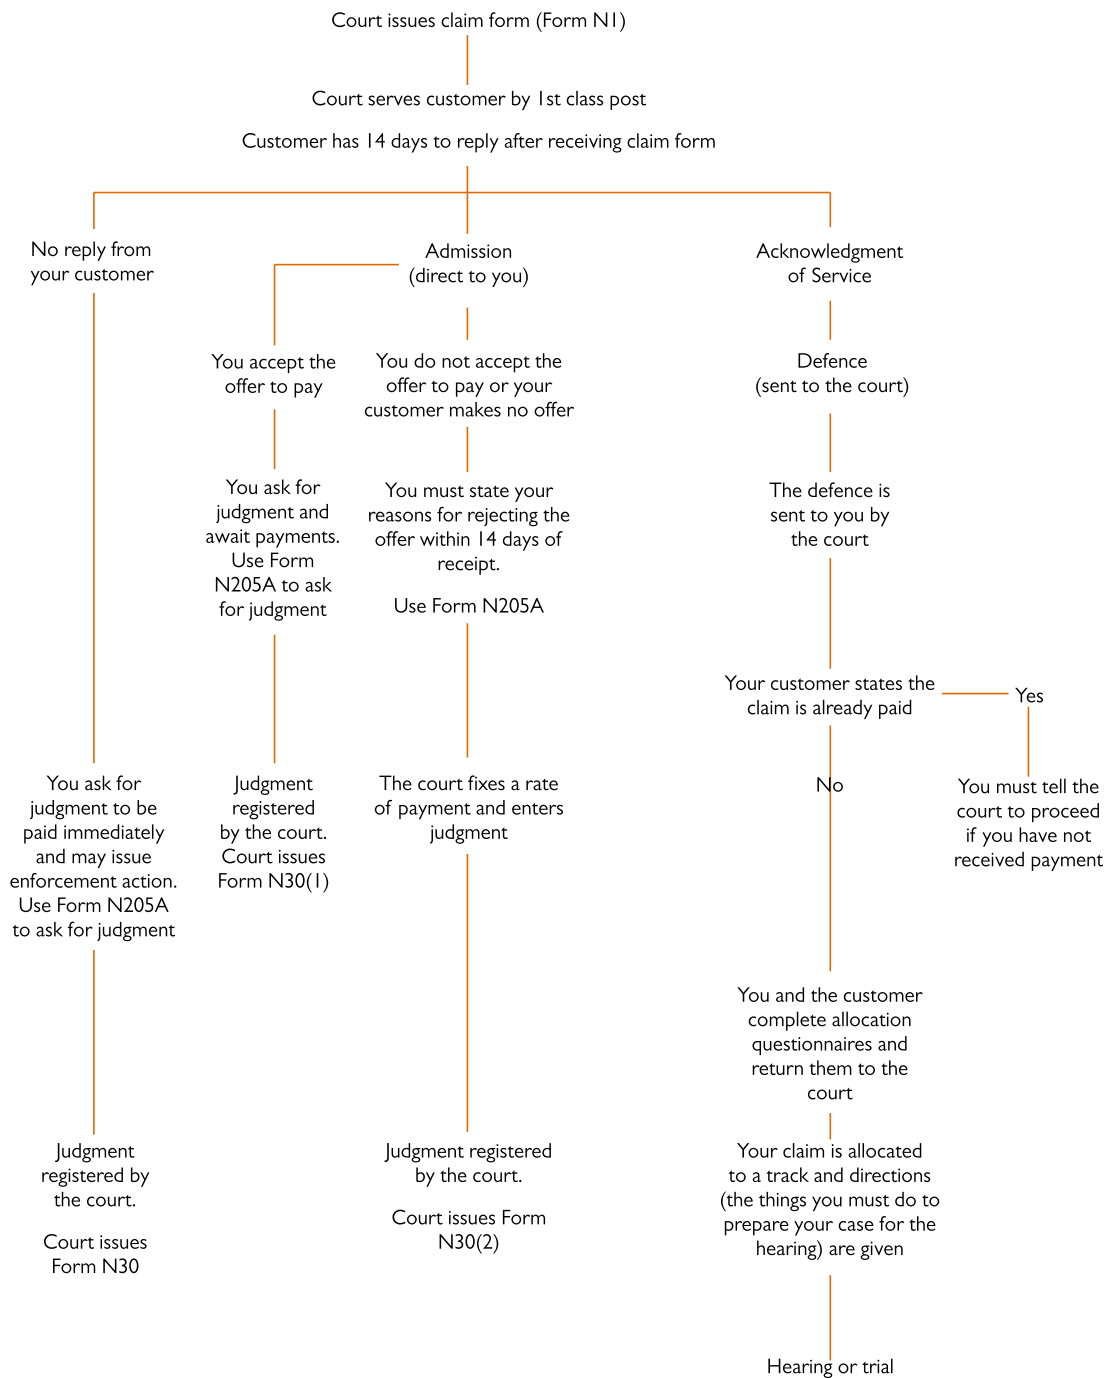 Court issues claim form (Form N1)
Court serves customer by 1st class post
Customer has 14 days to reply after receiving claim form
No reply from
your customer
Admission
(direct to you)
Acknowledgment
of Service
You accept the
offer to pay
You do not accept the
offer to pay or your
customer makes no offer
Defence
(sent to the court)
You ask for
judgment and
await payments.
Use Form
N205A to ask
for judgment
You must state your
reasons for rejecting the
offer within 14 days of
receipt.
Use Form N205A
The defence is
sent to you by
the court
Your customer states the
claim is already paid
Yes
No
You ask for
judgment to be
paid immediately
and may issue
enforcement action.
Use Form N205A
to ask for judgment
Judgment
registered
by the court.
Court issues
Form N30(1)
The court fixes a rate
of payment and enters
judgment
You must tell the
court to proceed
if you have not
received payment
You and the customer
complete allocation
questionnaires and
return them to the
court
Judgment
registered by
the court.
Court issues
Form N30
Judgment registered
by the court.
Court issues Form
N30(2)
Your claim is allocated
to a track and directions
(the things you must do to
prepare your case for the
hearing) are given
Hearing or trial